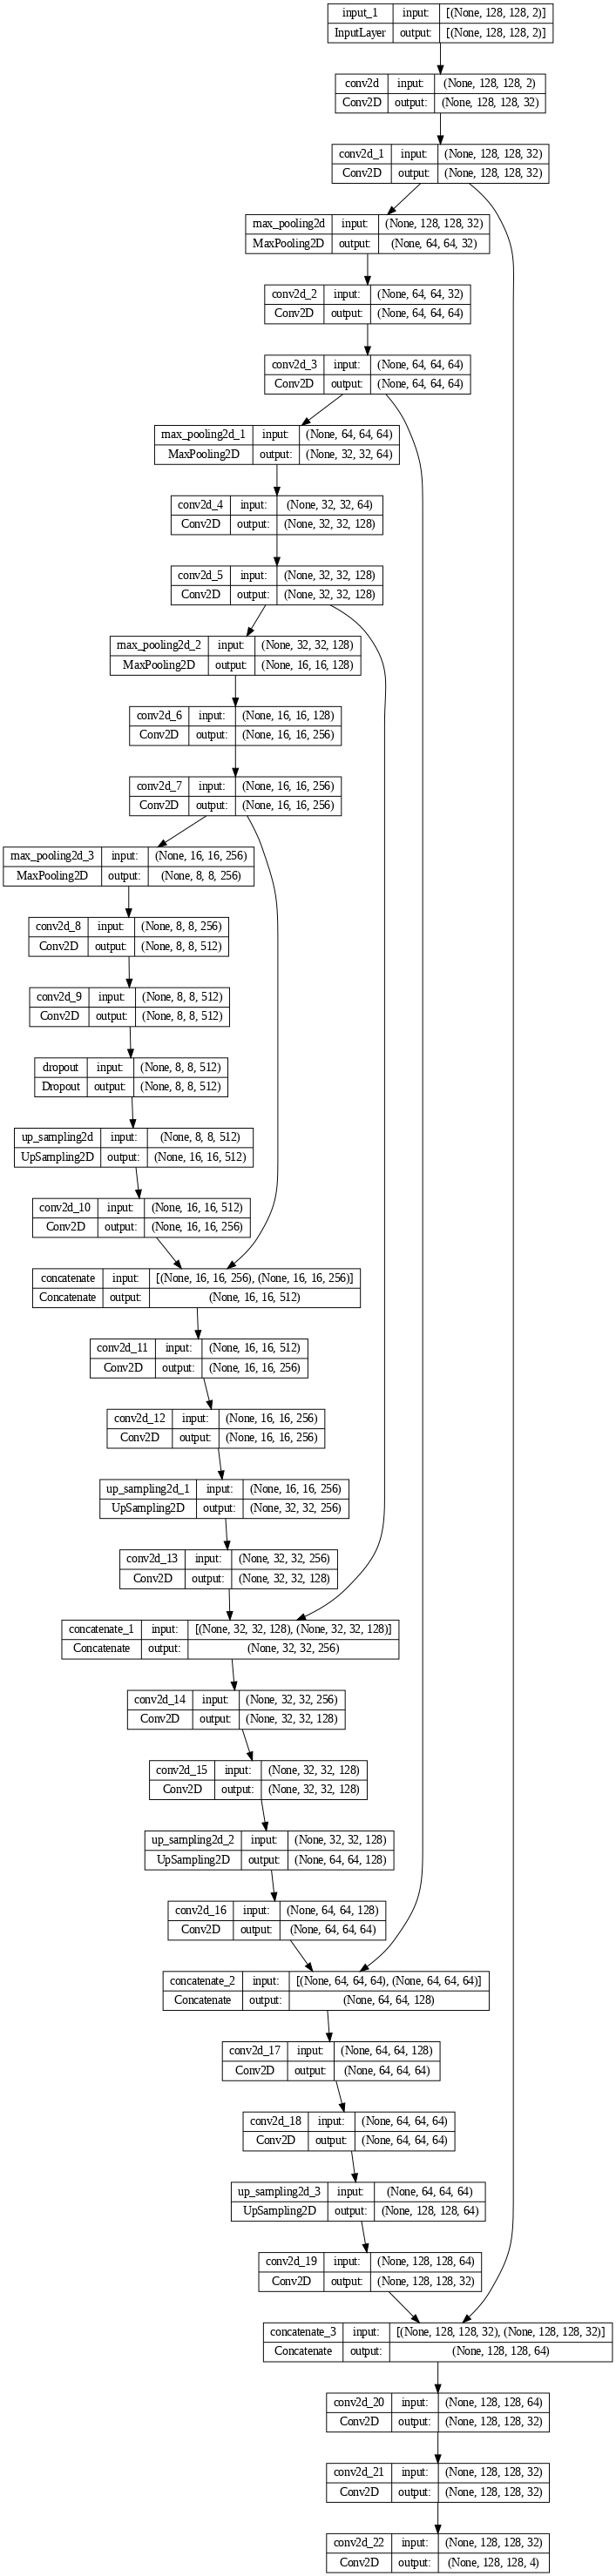 input_1 input: [(None, 128, 128, 2)]
InputLayer output: [(None, 128, 128, 2)]
conv2d input: (None, 128, 128, 2)
Conv2D output: (None, 128, 128, 32)
conv2d_1 input: (None, 128, 128, 32)
Conv2D output: (None, 128, 128, 32)
max_pooling2d input: (None, 128, 128, 32)
MaxPooling2D output: (None, 64, 64, 32)
conv2d_2 input: (None, 64, 64, 32)
Conv2D output: (None, 64, 64, 64)
conv2d_3 input: (None, 64, 64, 64)
Conv2D output: (None, 64, 64, 64)
max_pooling2d_1 input: (None, 64, 64, 64)
MaxPooling2D output: (None, 32, 32, 64)
conv2d_4 input: (None, 32, 32, 64)
Conv2D output: (None, 32, 32, 128)
conv2d_5 input: (None, 32, 32, 128)
Conv2D output: (None, 32, 32, 128)
max_pooling2d_2 input: (None, 32, 32, 128)
MaxPooling2D output: (None, 16, 16, 128)
conv2d_6 input: (None, 16, 16, 128)
Conv2D output: (None, 16, 16, 256)
conv2d_7 input: (None, 16, 16, 256)
Conv2D output: (None, 16, 16, 256)
max_pooling2d_3 input: (None, 16, 16, 256)
MaxPooling2D output: (None, 8, 8, 256)
conv2d_8 input: (None, 8, 8, 256)
Conv2D output: (None, 8, 8, 512)
conv2d_9 input: (None, 8, 8, 512)
Conv2D output: (None, 8, 8, 512)
dropout input: (None, 8, 8, 512)
Dropout output: (None, 8, 8, 512)
up_sampling2d input: (None, 8, 8, 512)
UpSampling2D output: (None, 16, 16, 512)
conv2d_10 input: (None, 16, 16, 512)
Conv2D output: (None, 16, 16, 256)
concatenate input: [(None, 16, 16, 256), (None, 16, 16, 256)]
Concatenate output: (None, 16, 16, 512)
conv2d_11 input: (None, 16, 16, 512)
Conv2D output: (None, 16, 16, 256)
conv2d_12 input: (None, 16, 16, 256)
Conv2D output: (None, 16, 16, 256)
up_sampling2d_1 input: (None, 16, 16, 256)
UpSampling2D output: (None, 32, 32, 256)
conv2d_13 input: (None, 32, 32, 256)
Conv2D output: (None, 32, 32, 128)
concatenate_1 input: [(None, 32, 32, 128), (None, 32, 32, 128)]
Concatenate output: (None, 32, 32, 256)
conv2d_14 input: (None, 32, 32, 256)
Conv2D output: (None, 32, 32, 128)
conv2d_15 input: (None, 32, 32, 128)
Conv2D output: (None, 32, 32, 128)
up_sampling2d_2 input: (None, 32, 32, 128)
UpSampling2D output: (None, 64, 64, 128)
conv2d_16 input: (None, 64, 64, 128)
Conv2D output: (None, 64, 64, 64)
concatenate_2 input: [(None, 64, 64, 64), (None, 64, 64, 64)]
Concatenate output: (None, 64, 64, 128)
conv2d_17 input: (None, 64, 64, 128)
Conv2D output: (None, 64, 64, 64)
conv2d_18 input: (None, 64, 64, 64)
Conv2D output: (None, 64, 64, 64)
up_sampling2d_3 input: (None, 64, 64, 64)
UpSampling2D output: (None, 128, 128, 64)
conv2d_19 input: (None, 128, 128, 64)
Conv2D output: (None, 128, 128, 32)
concatenate_3 input: [(None, 128, 128, 32), (None, 128, 128, 32)]
Concatenate output: (None, 128, 128, 64)
conv2d_20 input: (None, 128, 128, 64)
Conv2D output: (None, 128, 128, 32)
conv2d_21 input: (None, 128, 128, 32)
Conv2D output: (None, 128, 128, 32)
conv2d_22 input: (None, 128, 128, 32)
Conv2D output: (None, 128, 128, 4)